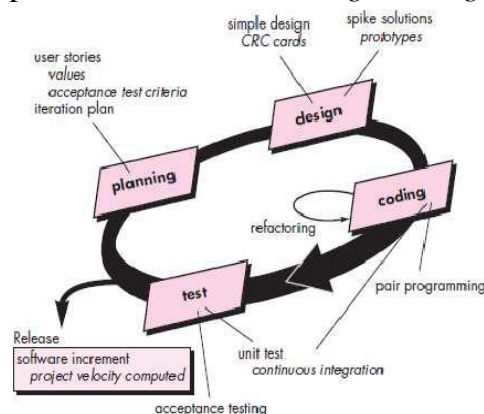 simple design
CRC cards
spike solutions
prototypes
user stories
values
acceptance test criteria
iteration plan
design
planning
coding
refactoring
pair programming
test
unit test
continuous integration
Release
software increment
project velocity computed
acceptance testing